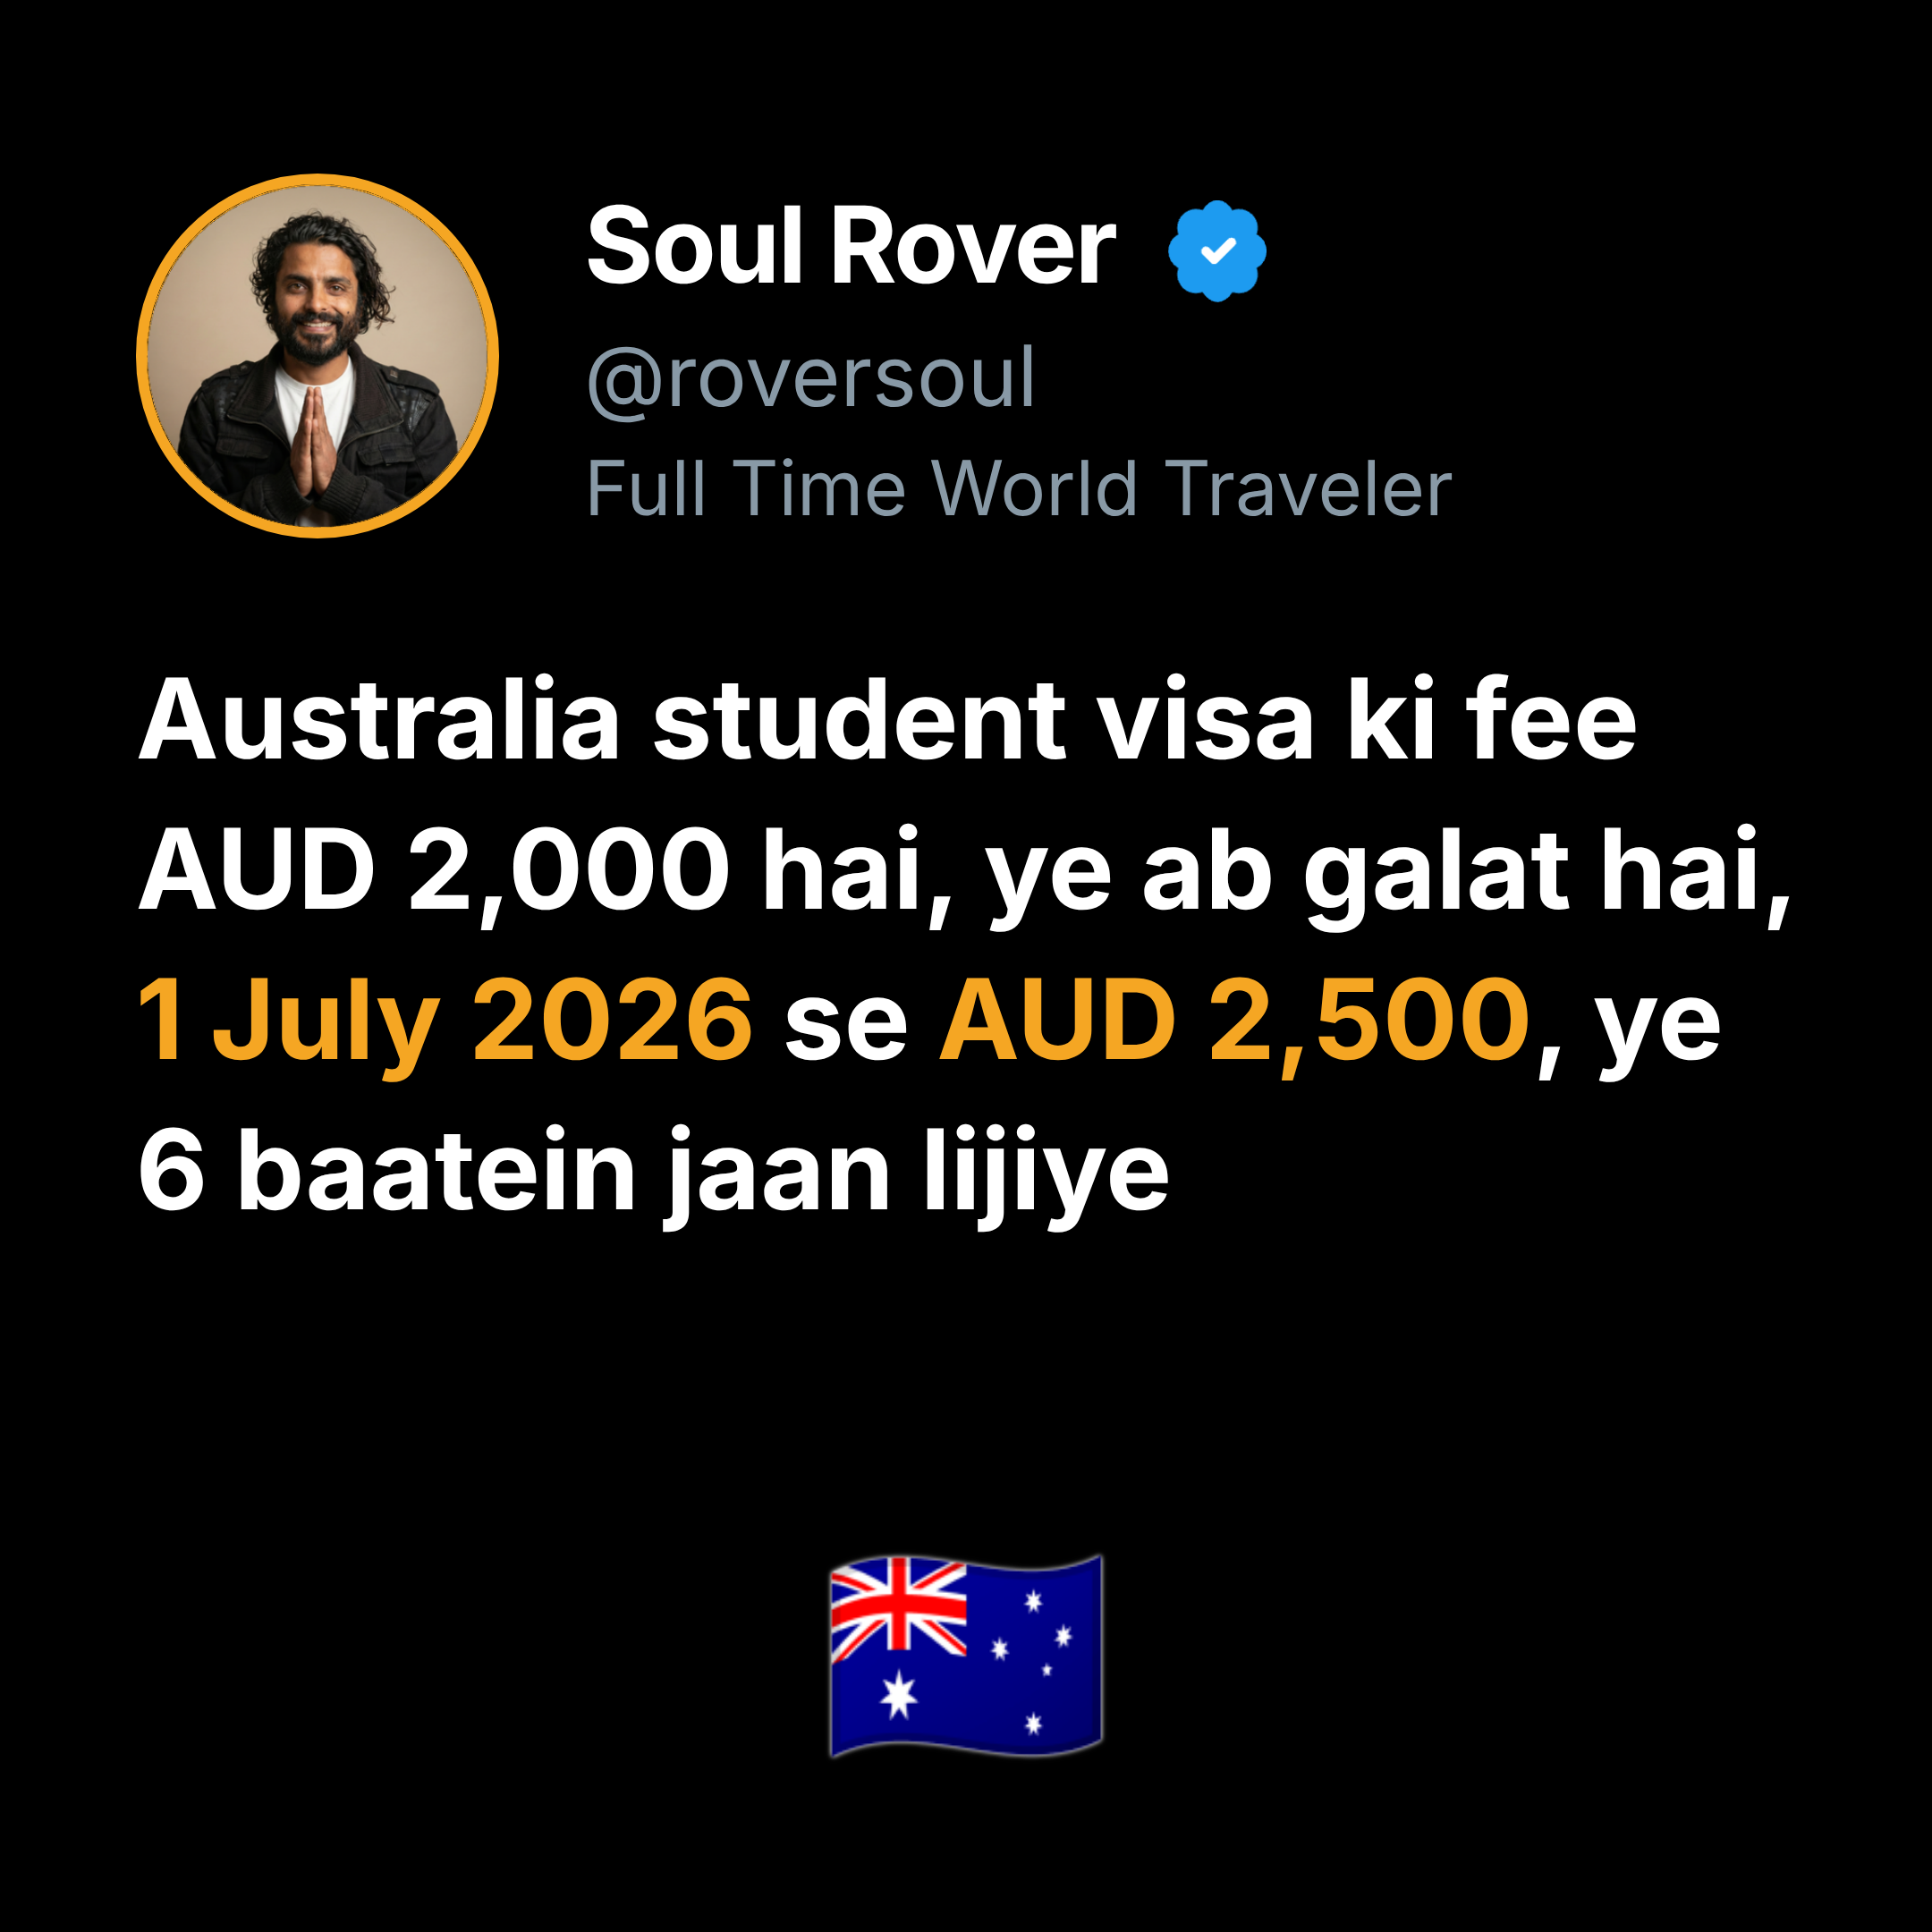 Soul Rover
@roversoul
Full Time World Traveler
Australia student visa ki fee
AUD 2,000 hai, ye ab galat hai,
1 July 2026 se AUD 2,500, ye
6 baatein jaan lijiye